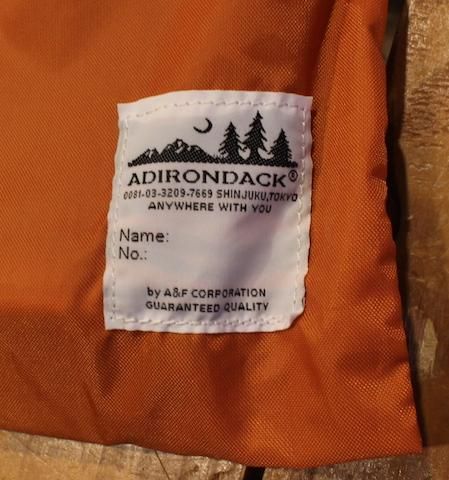 ADIRONDACK®
0081-03-3209-7669 SHINJUKU,TOKYO
ANYWHERE WITH YOU
Name:
No.:
by A&F CORPORATION
GUARANTEED QUALITY